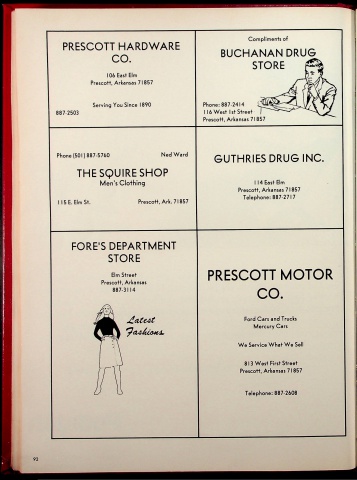 PRESCOTT HARDWARE
CO.
106 East Elm
Prescott, Arkansas 71857
Serving You Since 1890
887-2503
Compliments of
BUCHANAN DRUG
STORE
Phone: 887-2414
116 West 1st Street
Prescott, Arkansas 71857
Phone (501) 887-5760 Ned Ward
THE SQUIRE SHOP
Men's Clothing
115 E. Elm St. Prescott, Ark. 71857
GUTHRIES DRUG INC.
114 East Elm
Prescott, Arkansas 71857
Telephone: 887-2717
FORE'S DEPARTMENT
STORE
Elm Street
Prescott, Arkansas
887-3114
Latest
Fashions
PRESCOTT MOTOR
CO.
Ford Cars and Trucks
Mercury Cars
We Service What We Sell
813 West First Street
Prescott, Arkansas 71857
Telephone: 887-2608
92